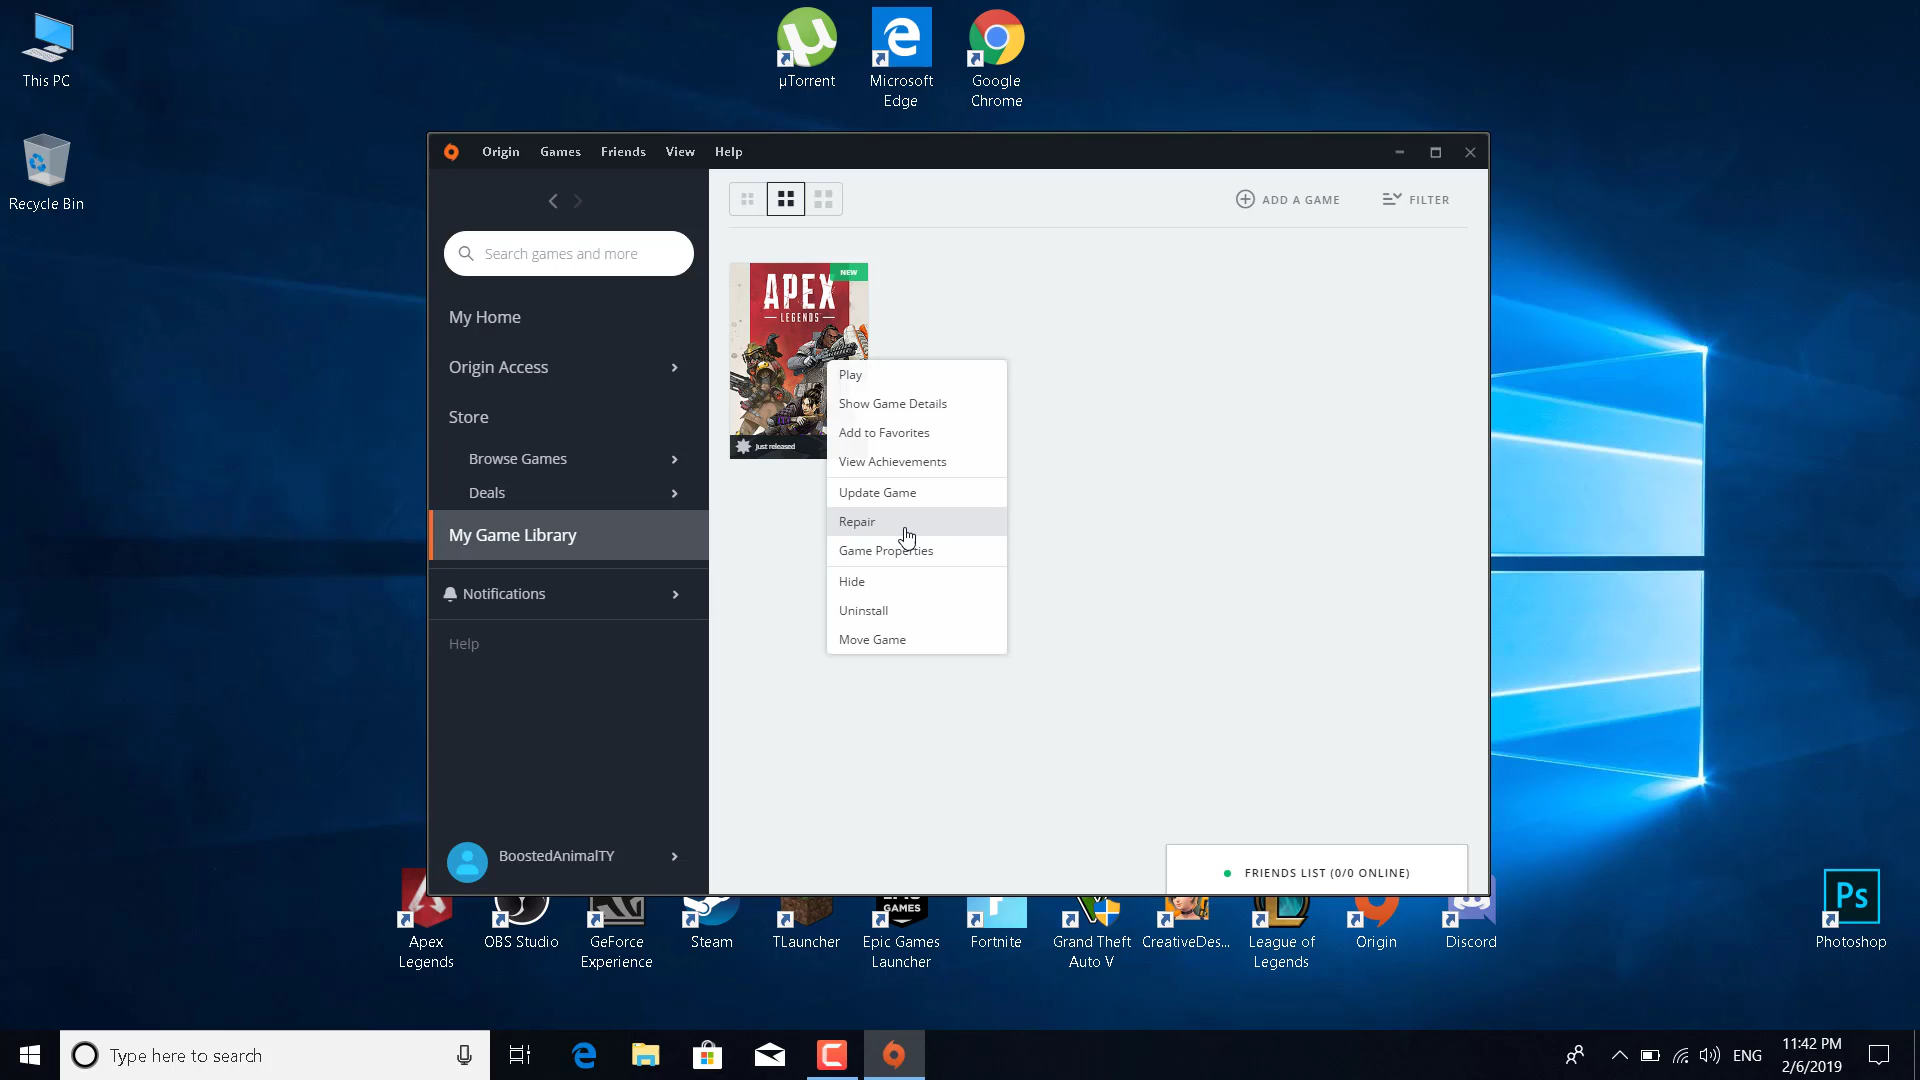 This PC
Recycle Bin
µTorrent
Microsoft
Edge
Google
Chrome
Origin Games Friends View Help
Search games and more
My Home
Origin Access
Store
Browse Games
Deals
My Game Library
Notifications
Help
BoostedAnimalTY
ADD A GAME
FILTER
NEW
APEX
LEGENDS
Just released
Play
Show Game Details
Add to Favorites
View Achievements
Update Game
Repair
Game Properties
Hide
Uninstall
Move Game
FRIENDS LIST (0/0 ONLINE)
GAMES
Apex
Legends
OBS Studio
GeForce
Experience
Steam
TLauncher
Epic Games
Launcher
Fortnite
Grand Theft
Auto V
CreativeDes...
League of
Legends
Origin
Discord
Ps
Photoshop
Type here to search
ENG
11:42 PM
2/6/2019